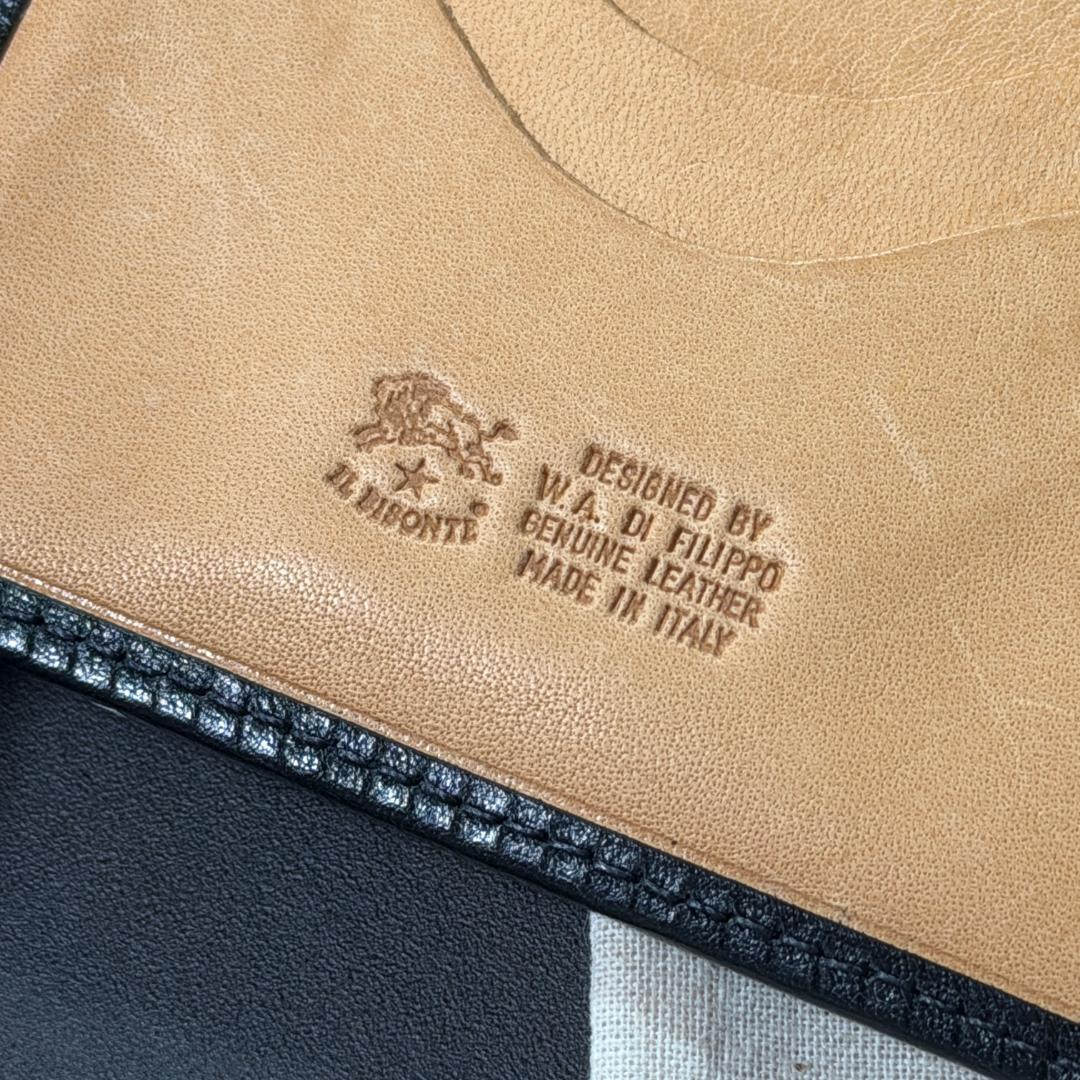 IL BISONTE
DESIGNED BY
W.A. DI FILIPPO
GENUINE LEATHER
MADE IN ITALY